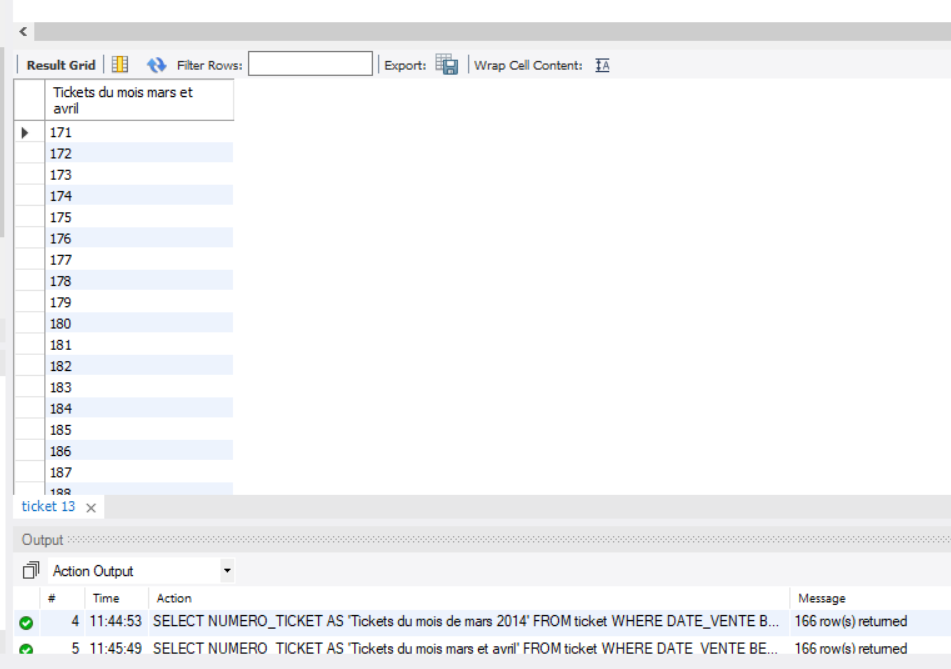 Result Grid Filter Rows: Export: Wrap Cell Content:
Tickets du mois mars et
avril
171
172
173
174
175
176
177
178
179
180
181
182
183
184
185
186
187
188
ticket 13
Output
Action Output
# Time Action Message
4 11:44:53 SELECT NUMERO_TICKET AS 'Tickets du mois de mars 2014' FROM ticket WHERE DATE_VENTE B... 166 row(s) returned
5 11:45:49 SELECT NUMERO_TICKET AS 'Tickets du mois mars et avril' FROM ticket WHERE DATE_VENTE BE... 166 row(s) returned